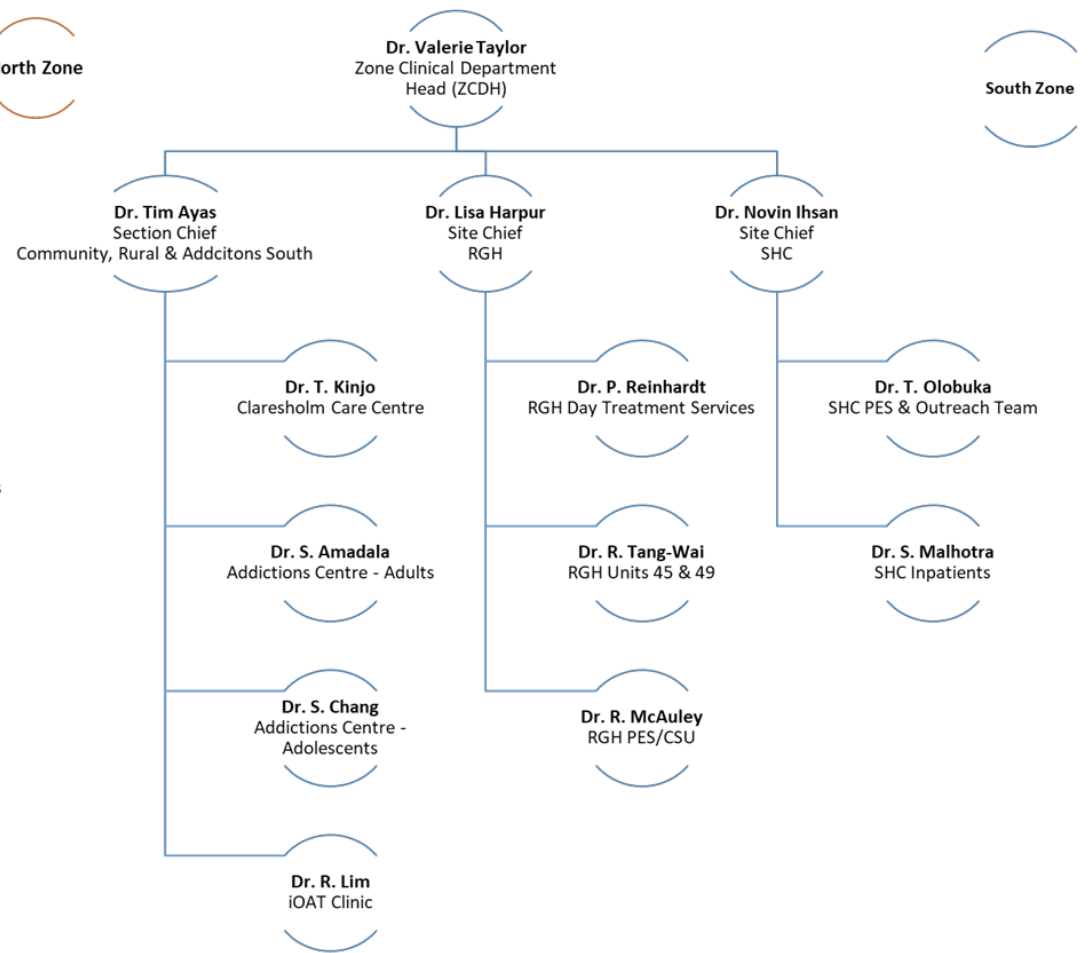 orth Zone
Dr. Valerie Taylor
Zone Clinical Department
Head (ZCDH)
South Zone
Dr. Tim Ayas
Section Chief
Community, Rural & Addcitons South
Dr. Lisa Harpur
Site Chief
RGH
Dr. Novin Ihsan
Site Chief
SHC
Dr. T. Kinjo
Claresholm Care Centre
Dr. P. Reinhardt
RGH Day Treatment Services
Dr. T. Olobuka
SHC PES & Outreach Team
Dr. S. Amadala
Addictions Centre - Adults
Dr. R. Tang-Wai
RGH Units 45 & 49
Dr. S. Malhotra
SHC Inpatients
Dr. S. Chang
Addictions Centre -
Adolescents
Dr. R. McAuley
RGH PES/CSU
Dr. R. Lim
iOAT Clinic